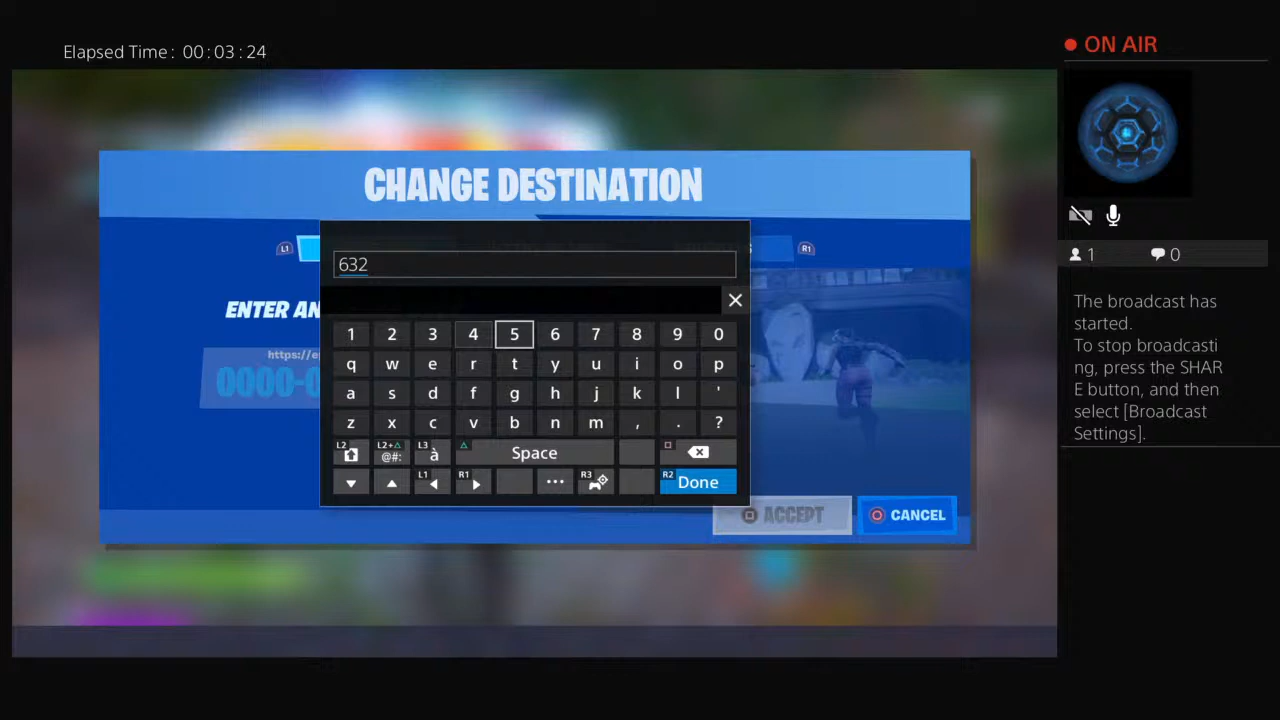 Elapsed Time: 00:03:24
ON AIR
CHANGE DESTINATION
L1
R1
632
ENTER AN
https://e
0000-0
1 2 3 4 5 6 7 8 9 0
q w e r t y u i o p
a s d f g h j k l '
z x c v b n m , . ?
L2 L2+△ @#: L3 à △ Space
L1 R1 ... R3 R2 Done
ACCEPT
CANCEL
1
0
The broadcast has
started.
To stop broadcasti
ng, press the SHAR
E button, and then
select [Broadcast
Settings].